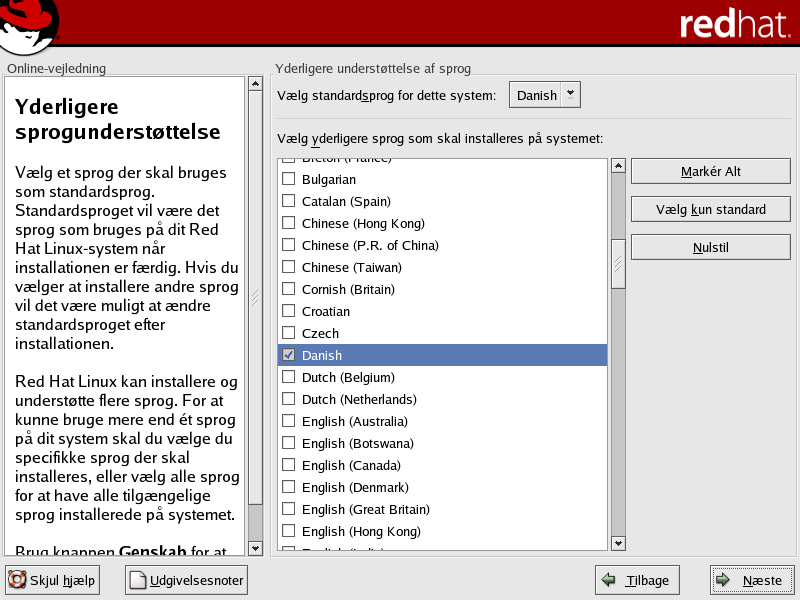 redhat.
Online-vejledning
Yderligere
sprogunderstøttelse
Vælg et sprog der skal bruges
som standardsprog.
Standardsproget vil være det
sprog som bruges på dit Red
Hat Linux-system når
installationen er færdig. Hvis du
vælger at installere andre sprog
vil det være muligt at ændre
standardsproget efter
installationen.
Red Hat Linux kan installere og
understøtte flere sprog. For at
kunne bruge mere end ét sprog
på dit system skal du vælge du
specifikke sprog der skal
installeres, eller vælg alle sprog
for at have alle tilgængelige
sprog installerede på systemet.
Brug knappen Genskab for at
Yderligere understøttelse af sprog
Vælg standardsprog for dette system: Danish
Vælg yderligere sprog som skal installeres på systemet:
Breton (France)
Bulgarian
Catalan (Spain)
Chinese (Hong Kong)
Chinese (P.R. of China)
Chinese (Taiwan)
Cornish (Britain)
Croatian
Czech
Danish
Dutch (Belgium)
Dutch (Netherlands)
English (Australia)
English (Botswana)
English (Canada)
English (Denmark)
English (Great Britain)
English (Hong Kong)
Markér Alt
Vælg kun standard
Nulstil
Skjul hjælp
Udgivelsesnoter
Tilbage
Næste